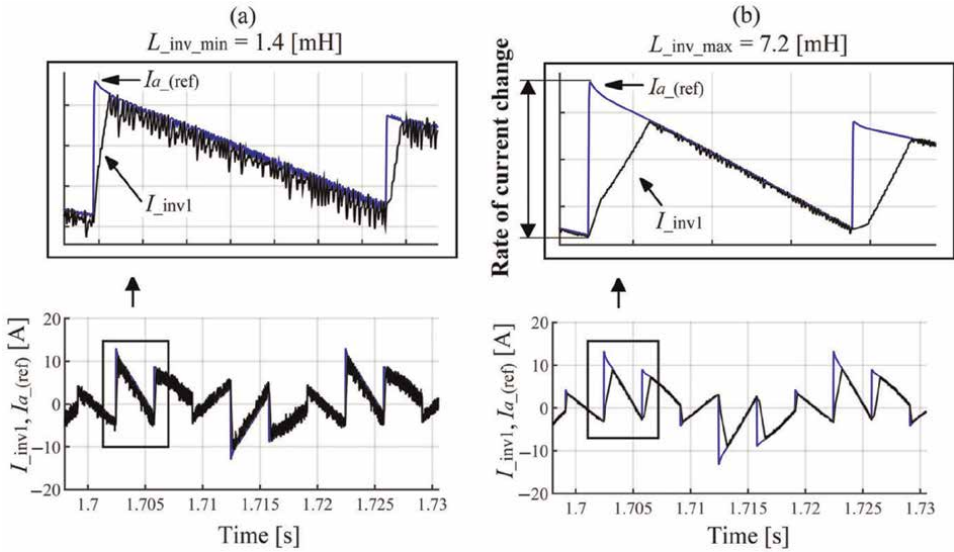 (a)
L_inv_min = 1.4 [mH]
Ia_(ref)
I_inv1
(b)
L_inv_max = 7.2 [mH]
Rate of current change
Ia_(ref)
I_inv1
I_inv1, Ia_(ref) [A]
20
10
0
−10
−20
1.7
1.705
1.71
1.715
1.72
1.725
1.73
Time [s]
I_inv1, Ia_(ref) [A]
20
10
0
−10
−20
1.7
1.705
1.71
1.715
1.72
1.725
1.73
Time [s]